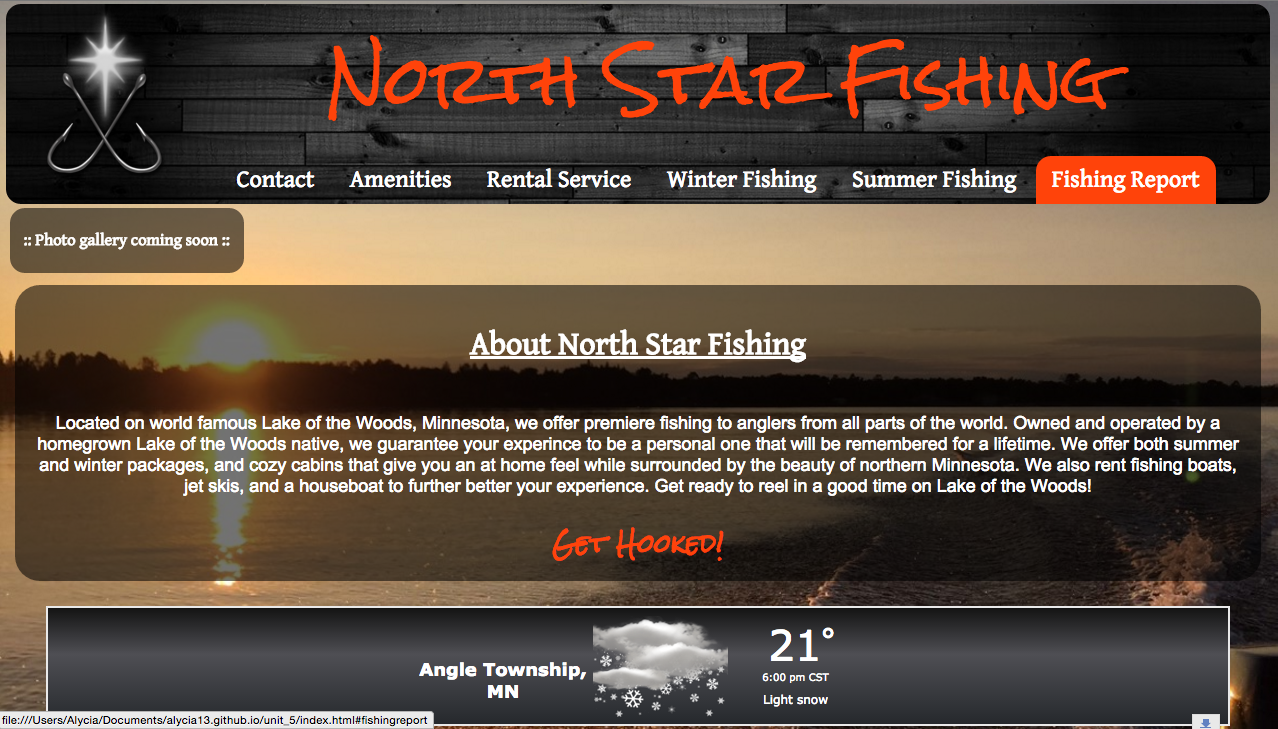 North Star Fishing
Contact Amenities Rental Service Winter Fishing Summer Fishing Fishing Report
:: Photo gallery coming soon ::
About North Star Fishing
Located on world famous Lake of the Woods, Minnesota, we offer premiere fishing to anglers from all parts of the world. Owned and operated by a
homegrown Lake of the Woods native, we guarantee your experince to be a personal one that will be remembered for a lifetime. We offer both summer
and winter packages, and cozy cabins that give you an at home feel while surrounded by the beauty of northern Minnesota. We also rent fishing boats,
jet skis, and a houseboat to further better your experience. Get ready to reel in a good time on Lake of the Woods!
Get Hooked!
Angle Township,
MN
21°
6:00 pm CST
Light snow
file:///Users/Alycia/Documents/alycia13.github.io/unit_5/index.html#fishingreport